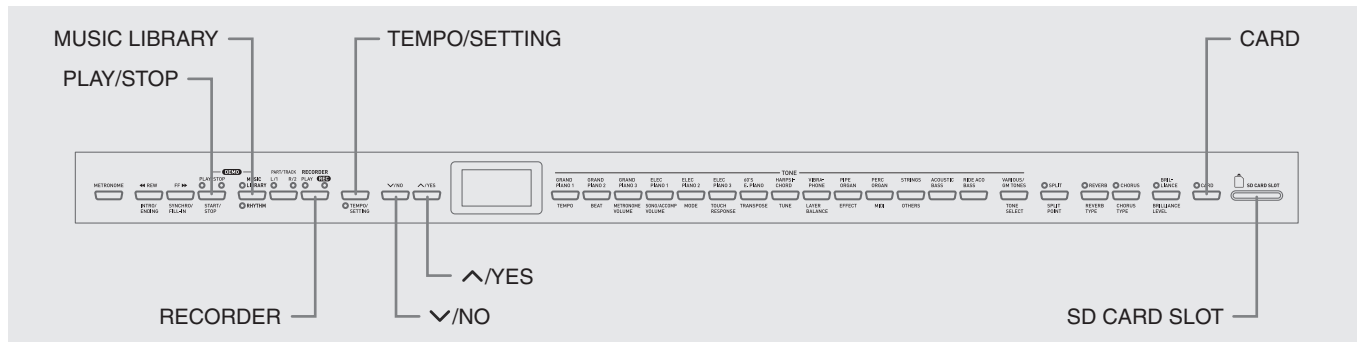 MUSIC LIBRARY
TEMPO/SETTING
CARD
PLAY/STOP
TONE
DEMO
PART/TRACK RECORDER
METRONOME
REW
FF
PLAY/STOP
MUSIC LIBRARY
L/1
R/2
PLAY
REC
/NO
/YES
GRAND PIANO 1
GRAND PIANO 2
GRAND PIANO 3
ELEC PIANO 1
ELEC PIANO 2
ELEC PIANO 3
60'S E. PIANO
HARPSI-CHORD
VIBRA-PHONE
PIPE ORGAN
PERC ORGAN
STRINGS
ACOUSTIC BASS
RIDE ACO BASS
VARIOUS/GM TONES
SPLIT
REVERB
CHORUS
BRIL-LIANCE
CARD
SD CARD SLOT
INTRO/ENDING
SYNCHRO/FILL-IN
START/STOP
RHYTHM
TEMPO/SETTING
TEMPO
BEAT
METRONOME VOLUME
SONG/ACCOMP VOLUME
MODE
TOUCH RESPONSE
TRANSPOSE
TUNE
LAYER BALANCE
EFFECT
MIDI
OTHERS
TONE SELECT
SPLIT POINT
REVERB TYPE
CHORUS TYPE
BRILLIANCE LEVEL
/YES
RECORDER
/NO
SD CARD SLOT